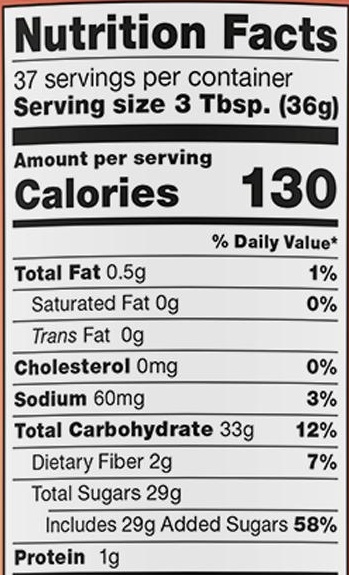 Nutrition Facts
37 servings per container
Serving size 3 Tbsp. (36g)
Amount per serving
Calories 130
% Daily Value*
Total Fat 0.5g 1%
Saturated Fat 0g 0%
Trans Fat 0g
Cholesterol 0mg 0%
Sodium 60mg 3%
Total Carbohydrate 33g 12%
Dietary Fiber 2g 7%
Total Sugars 29g
Includes 29g Added Sugars 58%
Protein 1g